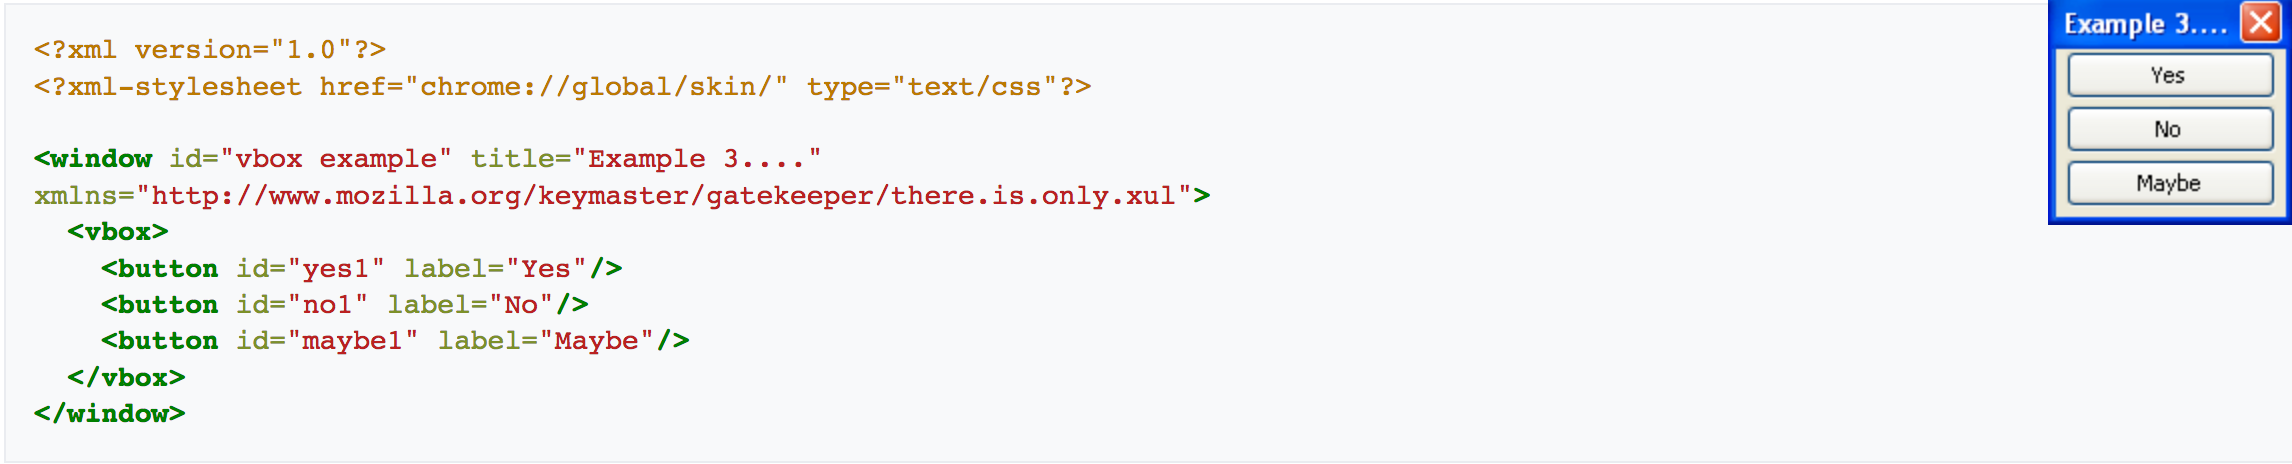 <?xml version="1.0"?>
<?xml-stylesheet href="chrome://global/skin/" type="text/css"?>
<window id="vbox example" title="Example 3...."
xmlns="http://www.mozilla.org/keymaster/gatekeeper/there.is.only.xul">
<vbox>
<button id="yes1" label="Yes"/>
<button id="no1" label="No"/>
<button id="maybe1" label="Maybe"/>
</vbox>
</window>
Example 3....
Yes
No
Maybe